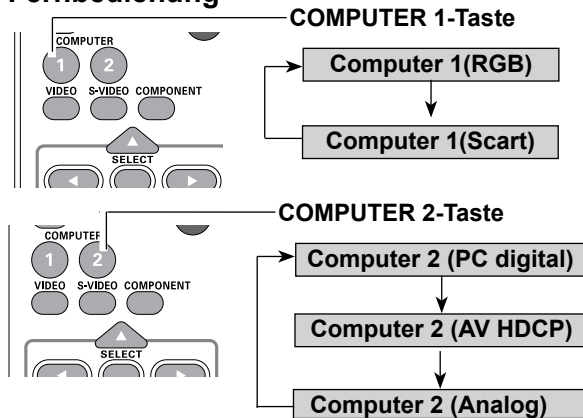 COMPUTER 1-Taste
COMPUTER
1 2
VIDEO S-VIDEO COMPONENT
SELECT
Computer 1(RGB)
Computer 1(Scart)
COMPUTER 2-Taste
COMPUTER
1 2
VIDEO S-VIDEO COMPONENT
SELECT
Computer 2 (PC digital)
Computer 2 (AV HDCP)
Computer 2 (Analog)